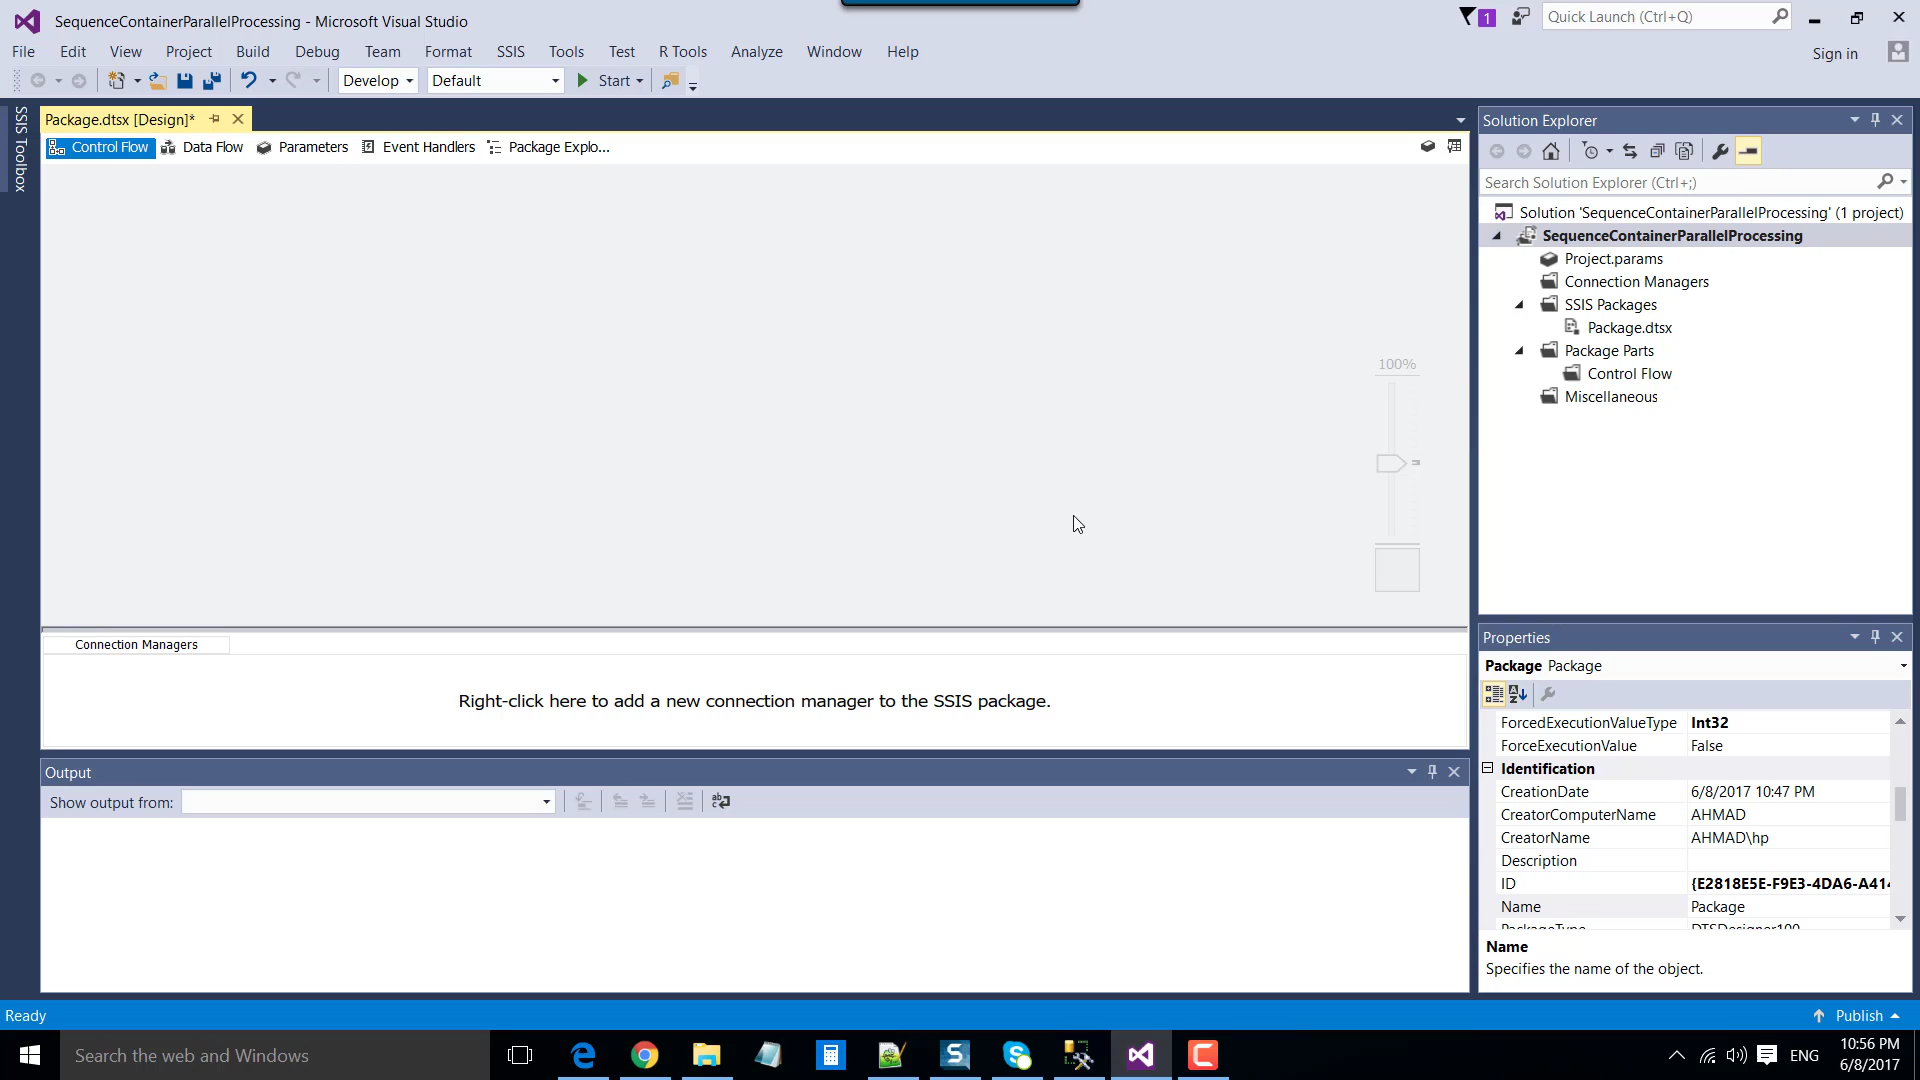 SequenceContainerParallelProcessing - Microsoft Visual Studio
1
Quick Launch (Ctrl+Q)
File Edit View Project Build Debug Team Format SSIS Tools Test R Tools Analyze Window Help
Sign in
Develop Default Start
SSIS Toolbox
Package.dtsx [Design]*
Control Flow Data Flow Parameters Event Handlers Package Explo...
100%
Connection Managers
Right-click here to add a new connection manager to the SSIS package.
Output
Show output from:
Solution Explorer
Search Solution Explorer (Ctrl+;)
Solution 'SequenceContainerParallelProcessing' (1 project)
SequenceContainerParallelProcessing
Project.params
Connection Managers
SSIS Packages
Package.dtsx
Package Parts
Control Flow
Miscellaneous
Properties
Package Package
ForcedExecutionValueType Int32
ForceExecutionValue False
Identification
CreationDate 6/8/2017 10:47 PM
CreatorComputerName AHMAD
CreatorName AHMAD\hp
Description
ID {E2818E5E-F9E3-4DA6-A414
Name Package
PackageType DTSDesigner100
Name
Specifies the name of the object.
Ready
Publish
Search the web and Windows
ENG
10:56 PM
6/8/2017